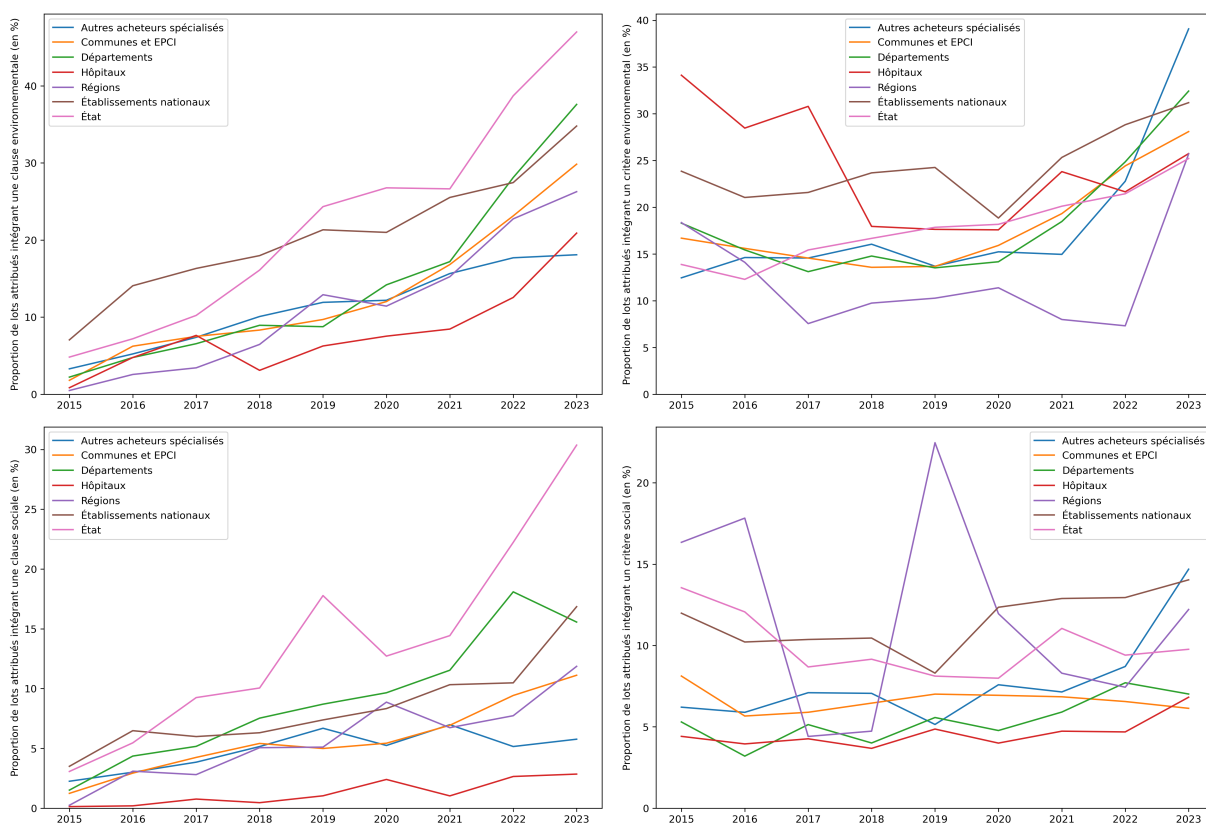 Proportion de lots attribués intégrant une clause environnementale (en %)
Autres acheteurs spécialisés
Communes et EPCI
Départements
Hôpitaux
Régions
Établissements nationaux
État
40
30
20
10
0
2015 2016 2017 2018 2019 2020 2021 2022 2023
Proportion de lots attribués intégrant un critère environnemental (en %)
Autres acheteurs spécialisés
Communes et EPCI
Départements
Hôpitaux
Régions
Établissements nationaux
État
40
35
30
25
20
15
10
5
0
2015 2016 2017 2018 2019 2020 2021 2022 2023
Proportion de lots attribués intégrant une clause sociale (en %)
Autres acheteurs spécialisés
Communes et EPCI
Départements
Hôpitaux
Régions
Établissements nationaux
État
30
25
20
15
10
5
0
2015 2016 2017 2018 2019 2020 2021 2022 2023
Proportion de lots attribués intégrant un critère social (en %)
Autres acheteurs spécialisés
Communes et EPCI
Départements
Hôpitaux
Régions
Établissements nationaux
État
20
15
10
5
0
2015 2016 2017 2018 2019 2020 2021 2022 2023